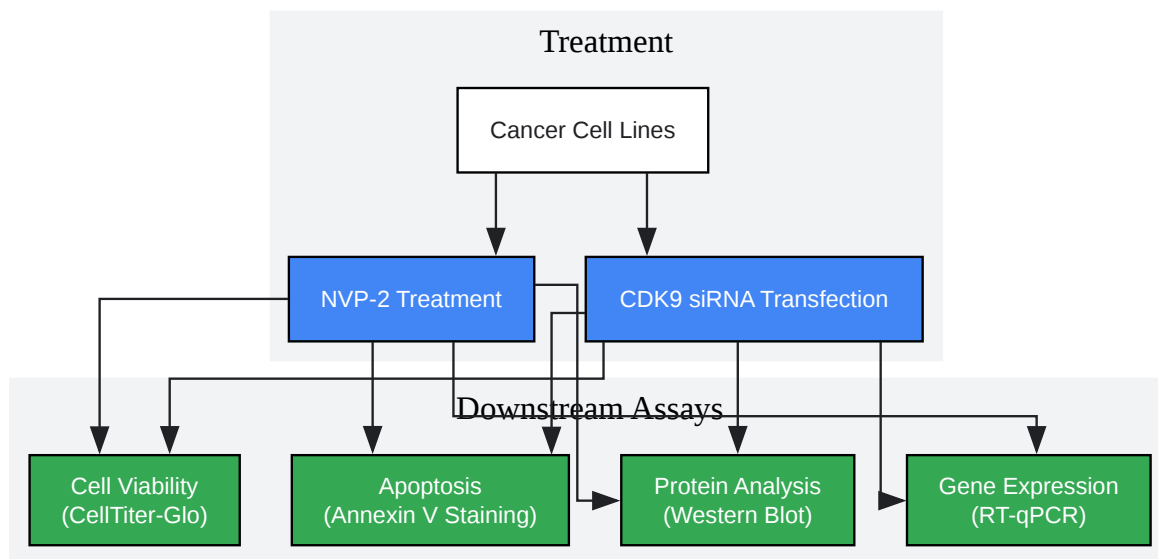 Treatment
Cancer Cell Lines
NVP-2 Treatment
CDK9 siRNA Transfection
Downstream Assays
Cell Viability
(CellTiter-Glo)
Apoptosis
(Annexin V Staining)
Protein Analysis
(Western Blot)
Gene Expression
(RT-qPCR)